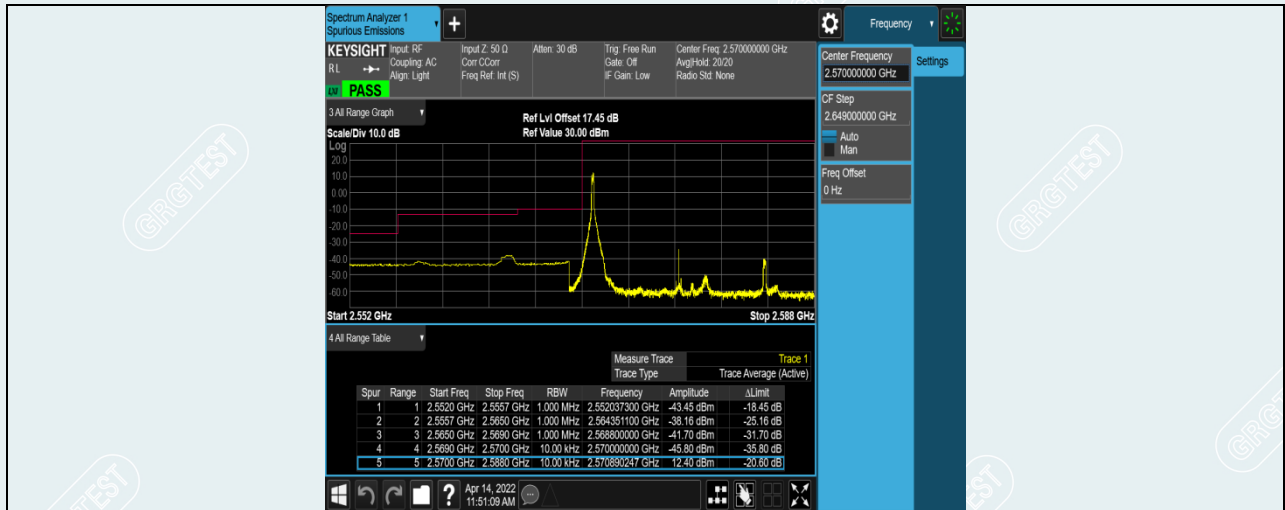 Spectrum Analyzer 1
Spurious Emissions
+
Frequency
KEYSIGHT
RL
LXI PASS
Input: RF
Coupling: AC
Align: Light
Input Z: 50 Ω
Corr CCorr
Freq Ref: Int (S)
Atten: 30 dB
Trig: Free Run
Gate: Off
IF Gain: Low
Center Freq: 2.570000000 GHz
Avg|Hold: 20/20
Radio Std: None
Center Frequency
2.570000000 GHz
Settings
CF Step
2.649000000 GHz
Auto
Man
Freq Offset
0 Hz
3 All Range Graph
Scale/Div 10.0 dB
Ref Lvl Offset 17.45 dB
Ref Value 30.00 dBm
Log
20.0
10.0
0.00
-10.0
-20.0
-30.0
-40.0
-50.0
-60.0
Start 2.552 GHz Stop 2.588 GHz
4 All Range Table
Measure Trace Trace 1
Trace Type Trace Average (Active)
Spur Range Start Freq Stop Freq RBW Frequency Amplitude ΔLimit
1 1 2.5520 GHz 2.5557 GHz 1.000 MHz 2.552037300 GHz -43.45 dBm -18.45 dB
2 2 2.5557 GHz 2.5650 GHz 1.000 MHz 2.564351100 GHz -38.16 dBm -25.16 dB
3 3 2.5650 GHz 2.5690 GHz 1.000 MHz 2.568800000 GHz -41.70 dBm -31.70 dB
4 4 2.5690 GHz 2.5700 GHz 10.00 kHz 2.570000000 GHz -45.80 dBm -35.80 dB
5 5 2.5700 GHz 2.5880 GHz 10.00 kHz 2.570890247 GHz 12.40 dBm -20.60 dB
?
Apr 14, 2022
11:51:09 AM
GRGTEST
GRGTEST
GRGTEST
GRGTEST
GRGTEST